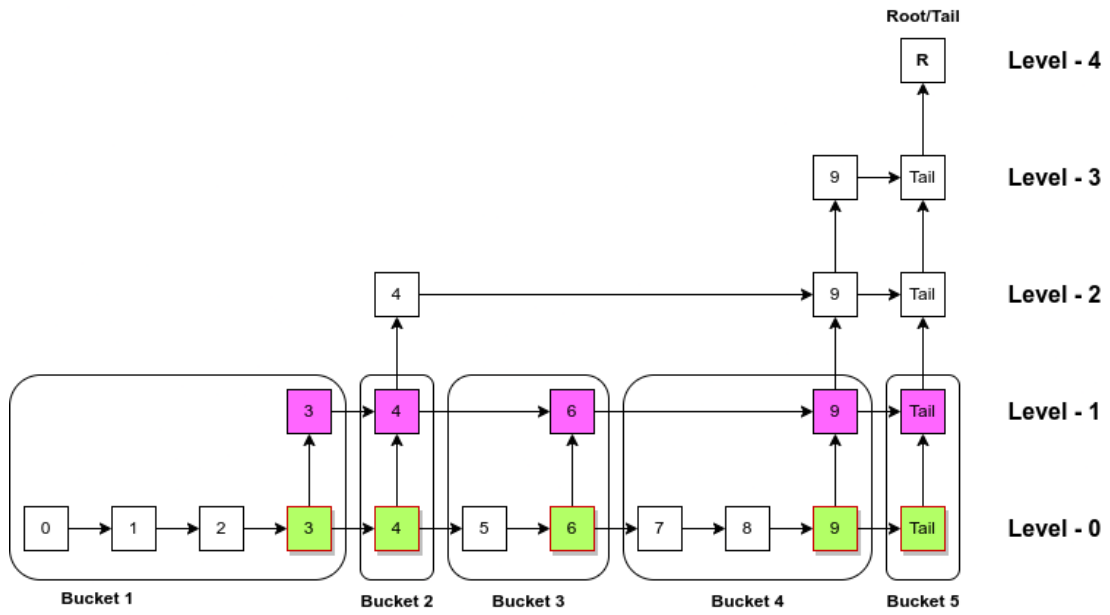 Root/Tail
R Level - 4
9 Tail Level - 3
4 9 Tail Level - 2
3 4 6 9 Tail Level - 1
0 1 2 3 4 5 6 7 8 9 Tail Level - 0
Bucket 1 Bucket 2 Bucket 3 Bucket 4 Bucket 5